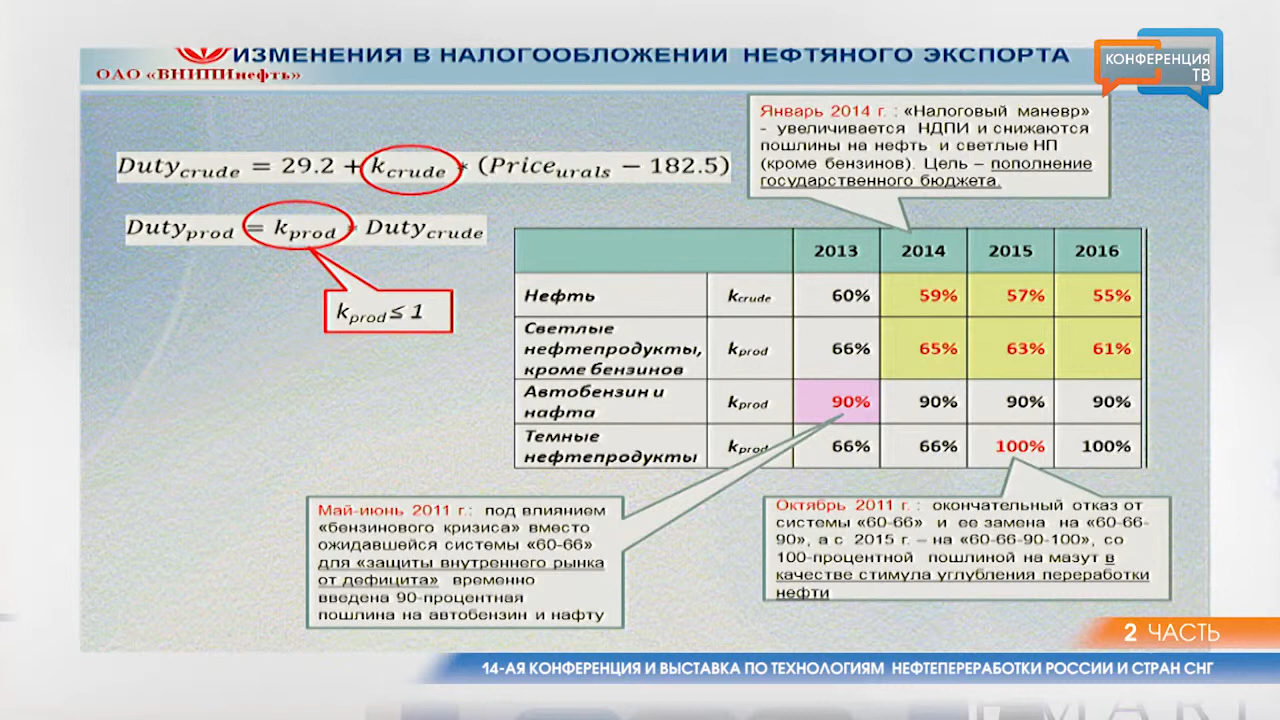 ИЗМЕНЕНИЯ В НАЛОГООБЛОЖЕНИИ НЕФТЯНОГО ЭКСПОРТА
ОАО «ВНИПИнефть»
КОНФЕРЕНЦИЯ
ТВ
Duty_crude = 29.2 + k_crude * (Price_urals − 182.5)
Duty_prod = k_prod * Duty_crude
k_prod ≤ 1
Январь 2014 г. : «Налоговый маневр»
- увеличивается НДПИ и снижаются
пошлины на нефть и светлые НП
(кроме бензинов). Цель – пополнение
государственного бюджета.
2013 2014 2015 2016
Нефть k_crude 60% 59% 57% 55%
Светлые
нефтепродукты, k_prod 66% 65% 63% 61%
кроме бензинов
Автобензин и
нафта k_prod 90% 90% 90% 90%
Темные
нефтепродукты k_prod 66% 66% 100% 100%
Май-июнь 2011 г.: под влиянием
«бензинового кризиса» вместо
ожидавшейся системы «60-66»
для «защиты внутреннего рынка
от дефицита» временно
введена 90-процентная
пошлина на автобензин и нафту
Октябрь 2011 г. : окончательный отказ от
системы «60-66» и ее замена на «60-66-
90», а с 2015 г. – на «60-66-90-100», со
100-процентной пошлиной на мазут в
качестве стимула углубления переработки
нефти
2 ЧАСТЬ
14-АЯ КОНФЕРЕНЦИЯ И ВЫСТАВКА ПО ТЕХНОЛОГИЯМ НЕФТЕПЕРЕРАБОТКИ РОССИИ И СТРАН СНГ